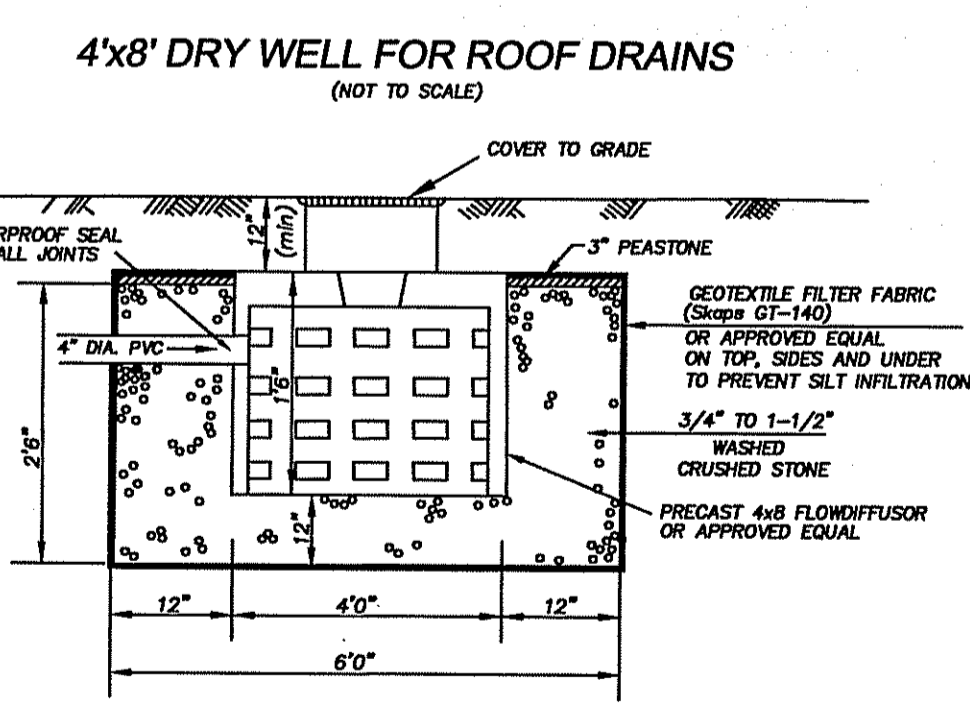 4'x8' DRY WELL FOR ROOF DRAINS
(NOT TO SCALE)
COVER TO GRADE
12"
(min)
RPROOF SEAL
ALL JOINTS
3" PEASTONE
GEOTEXTILE FILTER FABRIC
(Skaps GT-140)
OR APPROVED EQUAL
ON TOP, SIDES AND UNDER
TO PREVENT SILT INFILTRATION
4" DIA. PVC
1'6"
2'6"
3/4" TO 1-1/2"
WASHED
CRUSHED STONE
PRECAST 4x8 FLOWDIFFUSOR
OR APPROVED EQUAL
12"
12"
4'0"
12"
6'0"